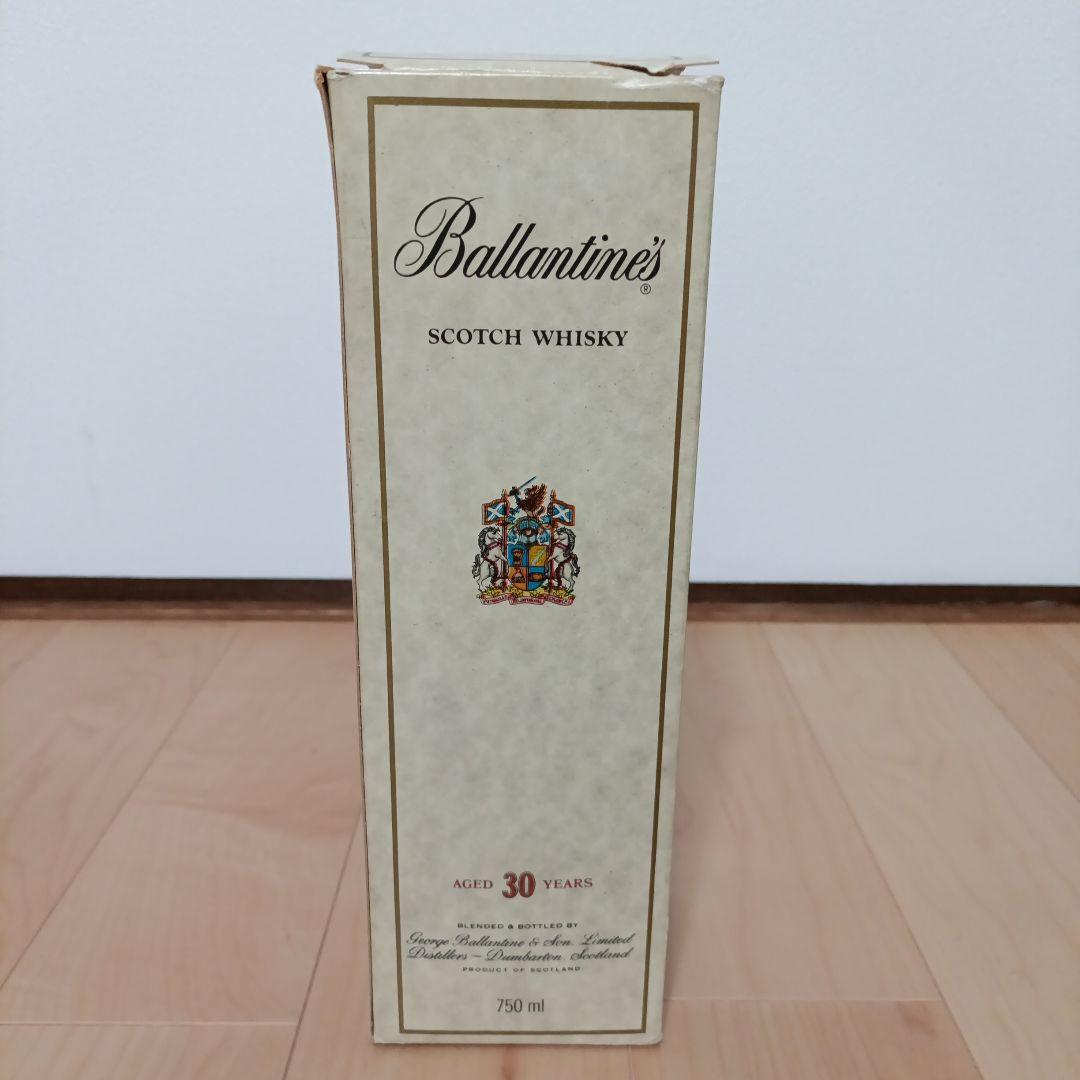 Ballantine's
®
SCOTCH WHISKY
AGED 30 YEARS
BLENDED & BOTTLED BY
George Ballantine & Son. Limited
Distillers – Dumbarton. Scotland
PRODUCT OF SCOTLAND
750 ml